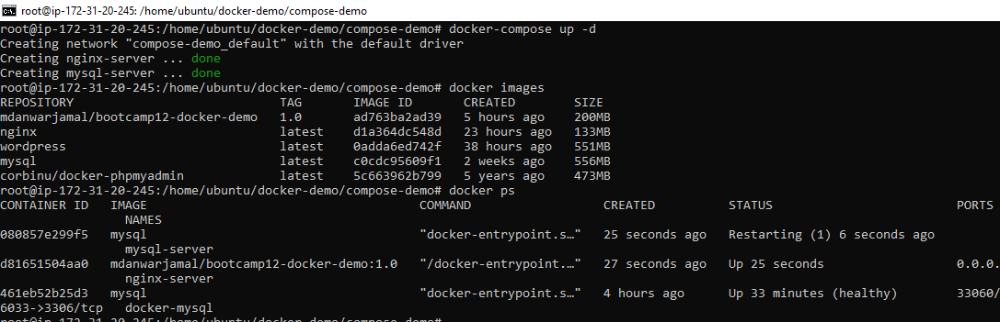 root@ip-172-31-20-245: /home/ubuntu/docker-demo/compose-demo
root@ip-172-31-20-245:/home/ubuntu/docker-demo/compose-demo# docker-compose up -d
Creating network "compose-demo_default" with the default driver
Creating nginx-server ... done
Creating mysql-server ... done
root@ip-172-31-20-245:/home/ubuntu/docker-demo/compose-demo# docker images
REPOSITORY TAG IMAGE ID CREATED SIZE
mdanwarjamal/bootcamp12-docker-demo 1.0 ad763ba2ad39 5 hours ago 200MB
nginx latest d1a364dc548d 23 hours ago 133MB
wordpress latest 0adda6ed742f 38 hours ago 551MB
mysql latest c0cdc95609f1 2 weeks ago 556MB
corbinu/docker-phpmyadmin latest 5c663962b799 5 years ago 473MB
root@ip-172-31-20-245:/home/ubuntu/docker-demo/compose-demo# docker ps
CONTAINER ID IMAGE COMMAND CREATED STATUS PORTS
NAMES
080857e299f5 mysql "docker-entrypoint.s…" 25 seconds ago Restarting (1) 6 seconds ago
mysql-server
d81651504aa0 mdanwarjamal/bootcamp12-docker-demo:1.0 "/docker-entrypoint.…" 27 seconds ago Up 25 seconds 0.0.0.
nginx-server
461eb52b25d3 mysql "docker-entrypoint.s…" 4 hours ago Up 33 minutes (healthy) 33060/
6033->3306/tcp docker-mysql
root@ip-172-31-20-245:/home/ubuntu/docker-demo/compose-demo#